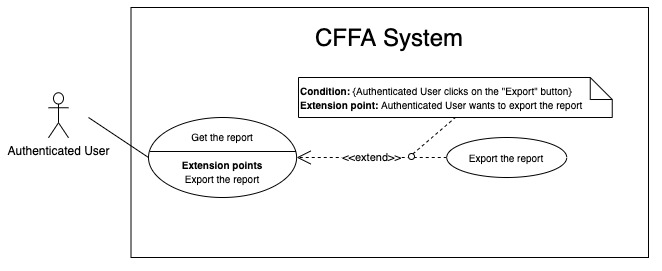 CFFA System
Condition: {Authenticated User clicks on the "Export" button}
Extension point: Authenticated User wants to export the report
Authenticated User
Get the report
Extension points
Export the report
<<extend>>
Export the report